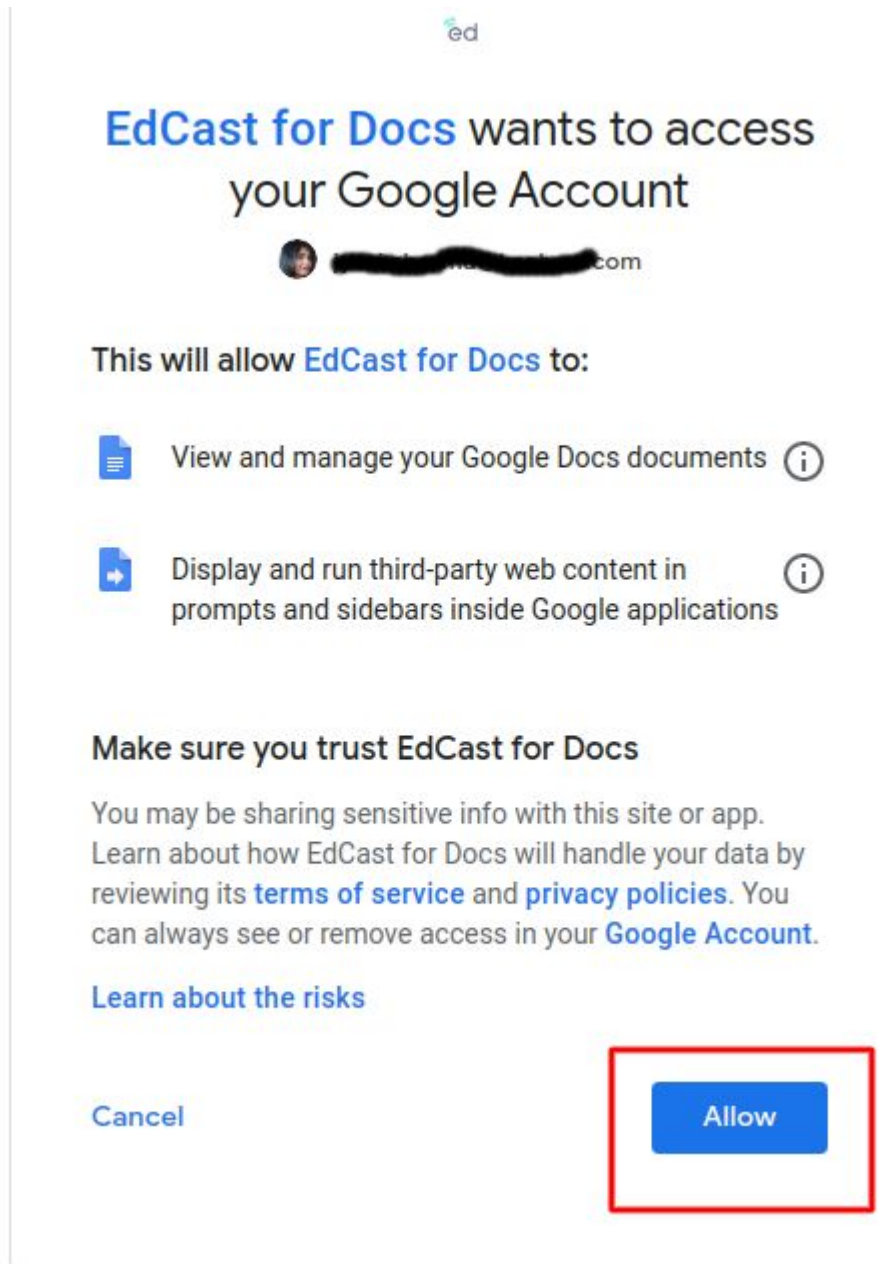 ed
EdCast for Docs wants to access
your Google Account
com
This will allow EdCast for Docs to:
View and manage your Google Docs documents
Display and run third-party web content in
prompts and sidebars inside Google applications
Make sure you trust EdCast for Docs
You may be sharing sensitive info with this site or app.
Learn about how EdCast for Docs will handle your data by
reviewing its terms of service and privacy policies. You
can always see or remove access in your Google Account.
Learn about the risks
Cancel
Allow